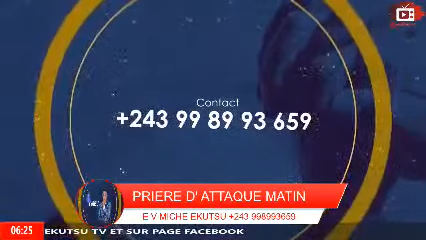 Contact
+243 99 89 93 659
PRIERE D' ATTAQUE MATIN
E V MICHE EKUTSU +243 998993659
06:25 EKUTSU TV ET SUR PAGE FACEBOOK